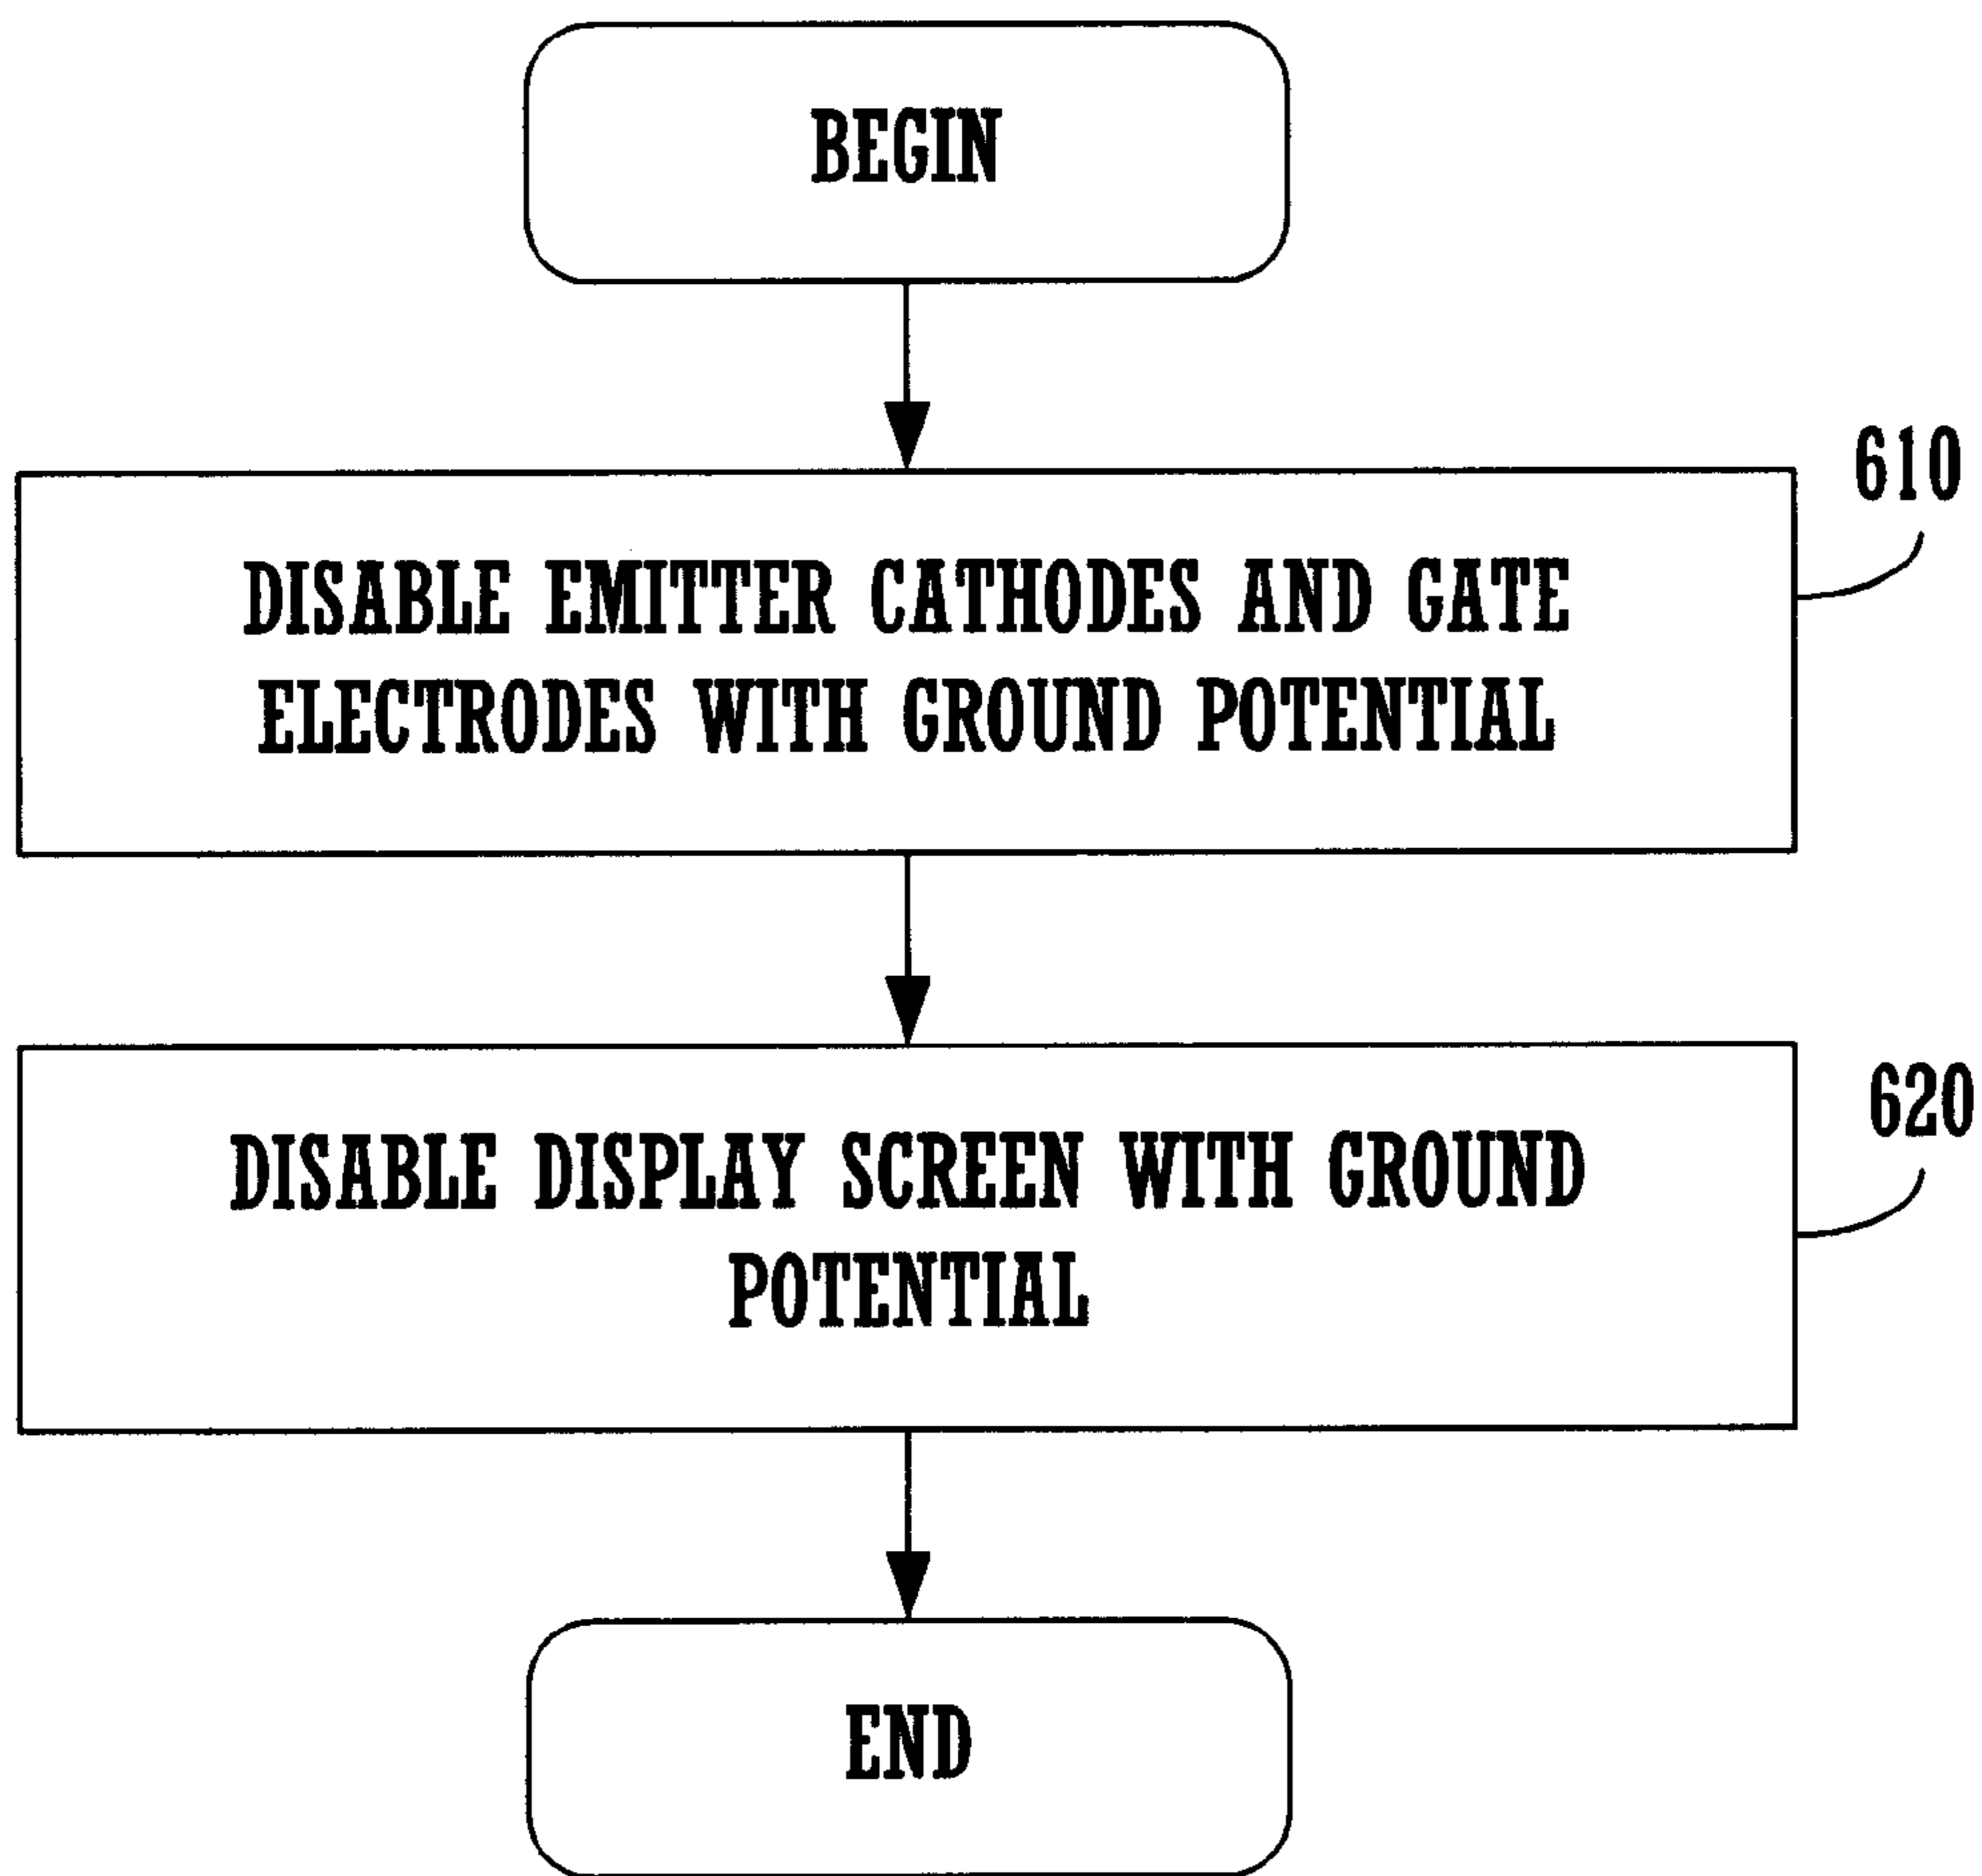 BEGIN
610
DISABLE EMITTER CATHODES AND GATE
ELECTRODES WITH GROUND POTENTIAL
620
DISABLE DISPLAY SCREEN WITH GROUND
POTENTIAL
END